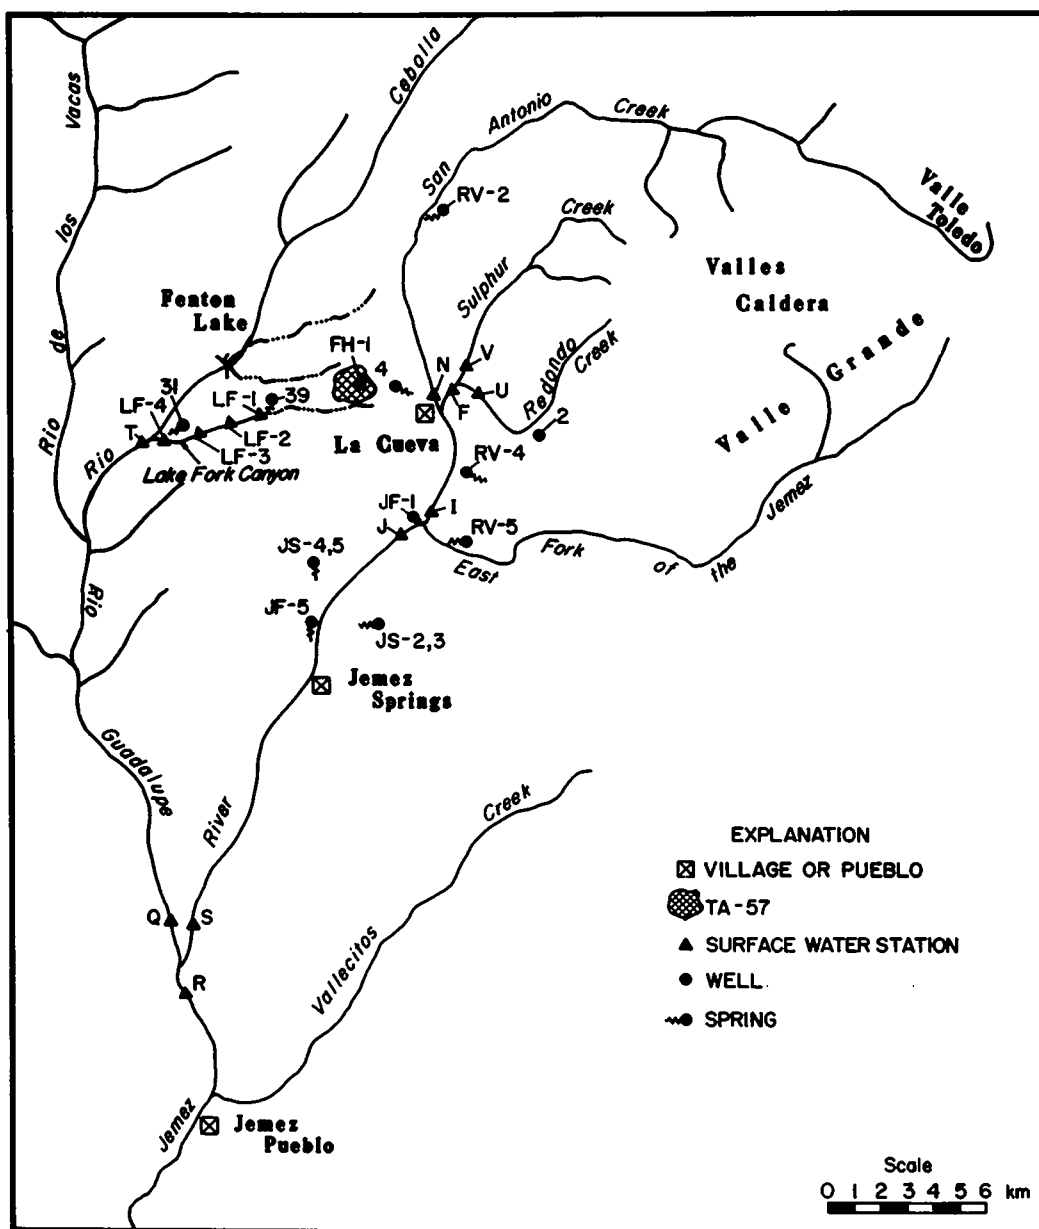 Vacas
Cebolla
Antonio
Creek
San
RV-2
Creek
Valle
Toledo
los
Valles
Caldera
Sulphur
Fenton
Lake
de
Grande
FH-1
4
N
V
Redondo
Creek
31
LF-4
LF-1
39
U
F
2
Valle
Rio
T
LF-2
LF-3
La Cueva
Rio
Lake Fork Canyon
RV-4
Jemez
JF-1
I
J
RV-5
JS-4,5
East
Fork
of
the
Rio
JF-5
JS-2,3
Jemez
Springs
Guadalupe
River
Creek
EXPLANATION
VILLAGE OR PUEBLO
TA-57
SURFACE WATER STATION
WELL
SPRING
Q
S
Vallecitos
R
Jemez
Jemez
Pueblo
Scale
0 1 2 3 4 5 6 km